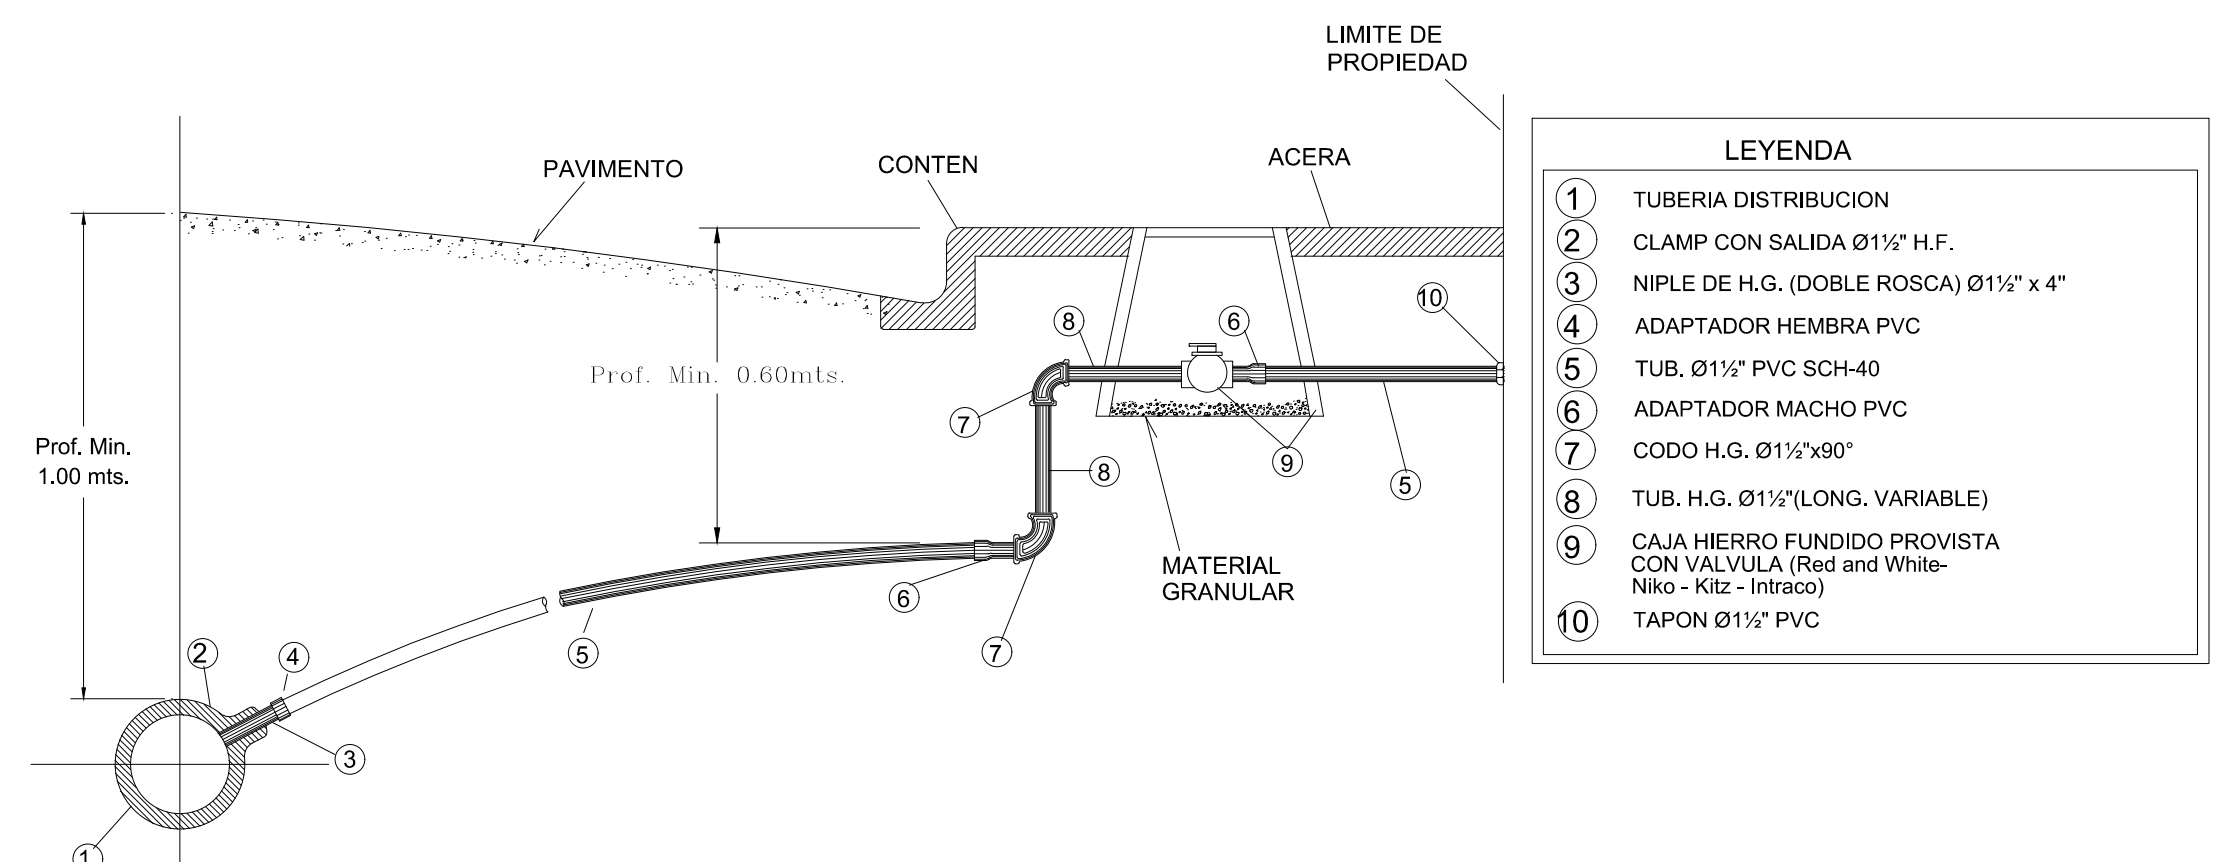 LIMITE DE
PROPIEDAD
PAVIMENTO
CONTEN
ACERA
Prof. Min. 0.60mts.
Prof. Min.
1.00 mts.
8
6
10
7
8
9
5
MATERIAL
GRANULAR
6
5
7
2
4
3
1
LEYENDA
1 TUBERIA DISTRIBUCION
2 CLAMP CON SALIDA Ø1½" H.F.
3 NIPLE DE H.G. (DOBLE ROSCA) Ø1½" x 4"
4 ADAPTADOR HEMBRA PVC
5 TUB. Ø1½" PVC SCH-40
6 ADAPTADOR MACHO PVC
7 CODO H.G. Ø1½"x90°
8 TUB. H.G. Ø1½"(LONG. VARIABLE)
9 CAJA HIERRO FUNDIDO PROVISTA
CON VALVULA (Red and White-
Niko - Kitz - Intraco)
10 TAPON Ø1½" PVC